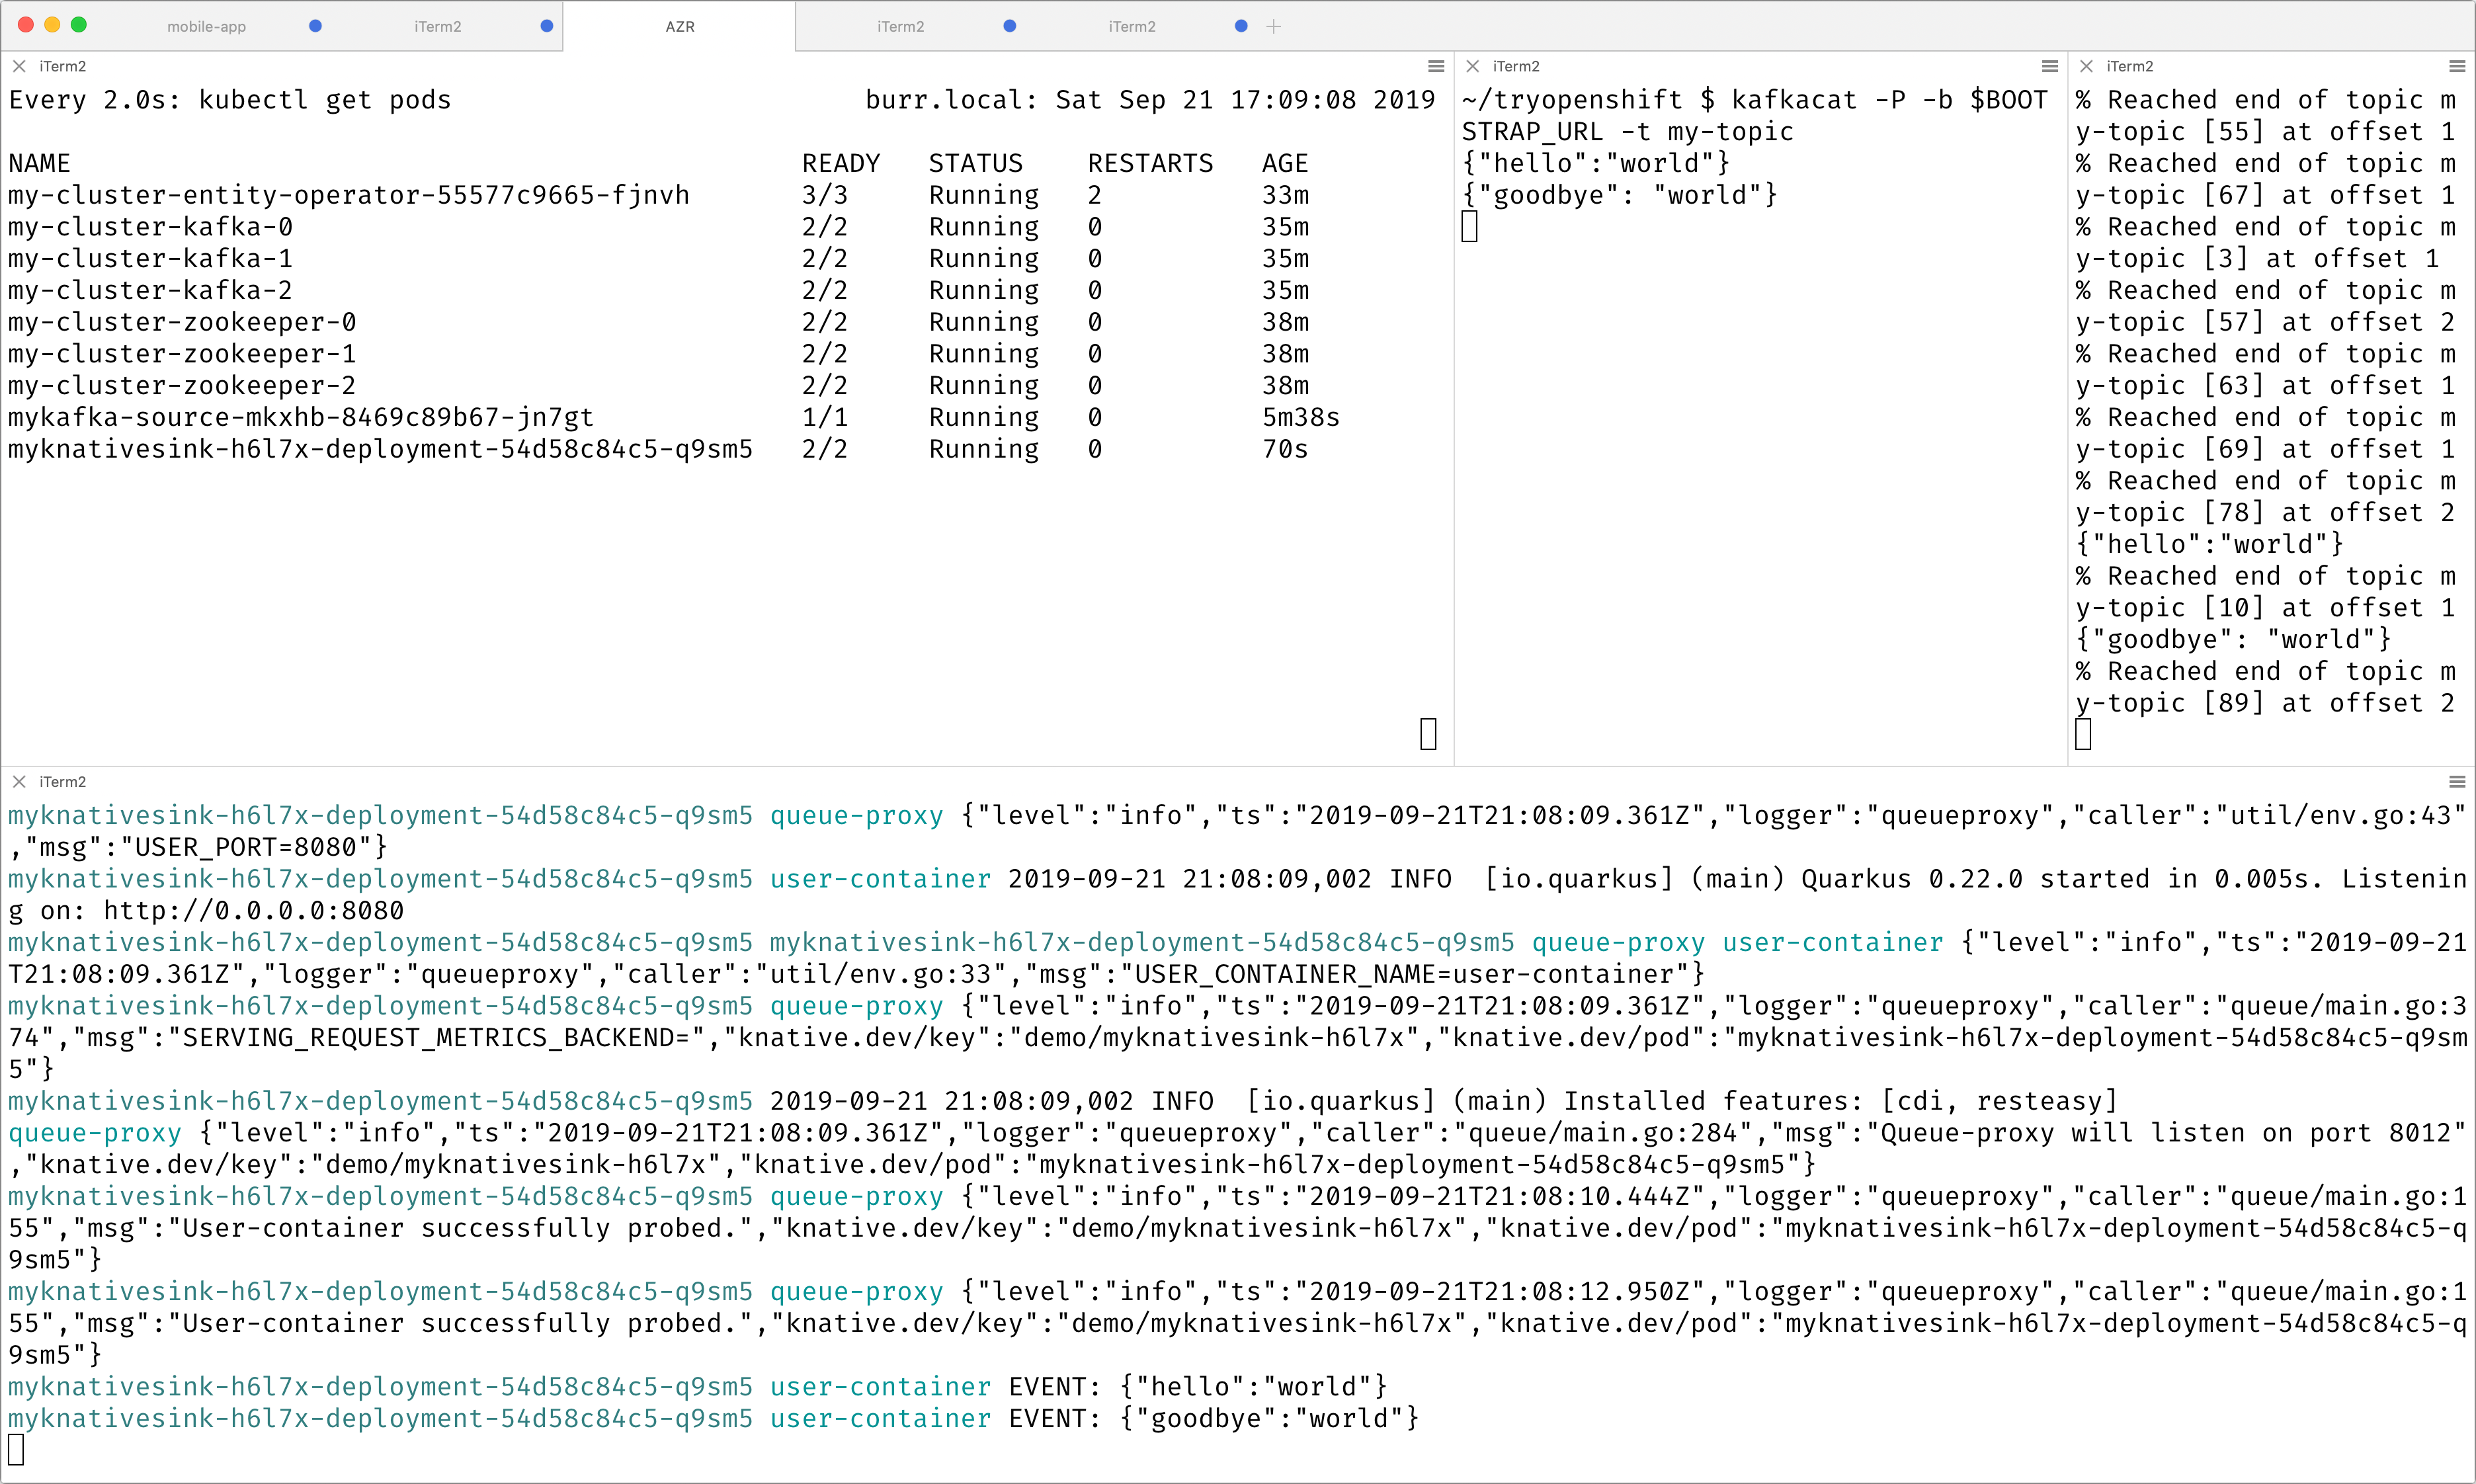 mobile-app iTerm2 AZR iTerm2 iTerm2
iTerm2
Every 2.0s: kubectl get pods burr.local: Sat Sep 21 17:09:08 2019
NAME READY STATUS RESTARTS AGE
my-cluster-entity-operator-55577c9665-fjnvh 3/3 Running 2 33m
my-cluster-kafka-0 2/2 Running 0 35m
my-cluster-kafka-1 2/2 Running 0 35m
my-cluster-kafka-2 2/2 Running 0 35m
my-cluster-zookeeper-0 2/2 Running 0 38m
my-cluster-zookeeper-1 2/2 Running 0 38m
my-cluster-zookeeper-2 2/2 Running 0 38m
mykafka-source-mkxhb-8469c89b67-jn7gt 1/1 Running 0 5m38s
myknativesink-h6l7x-deployment-54d58c84c5-q9sm5 2/2 Running 0 70s
iTerm2
~/tryopenshift $ kafkacat -P -b $BOOT
STRAP_URL -t my-topic
{"hello":"world"}
{"goodbye": "world"}
iTerm2
% Reached end of topic m
y-topic [55] at offset 1
% Reached end of topic m
y-topic [67] at offset 1
% Reached end of topic m
y-topic [3] at offset 1
% Reached end of topic m
y-topic [57] at offset 2
% Reached end of topic m
y-topic [63] at offset 1
% Reached end of topic m
y-topic [69] at offset 1
% Reached end of topic m
y-topic [78] at offset 2
{"hello":"world"}
% Reached end of topic m
y-topic [10] at offset 1
{"goodbye": "world"}
% Reached end of topic m
y-topic [89] at offset 2
iTerm2
myknativesink-h6l7x-deployment-54d58c84c5-q9sm5 queue-proxy {"level":"info","ts":"2019-09-21T21:08:09.361Z","logger":"queueproxy","caller":"util/env.go:43"
,"msg":"USER_PORT=8080"}
myknativesink-h6l7x-deployment-54d58c84c5-q9sm5 user-container 2019-09-21 21:08:09,002 INFO  [io.quarkus] (main) Quarkus 0.22.0 started in 0.005s. Listenin
g on: http://0.0.0.0:8080
myknativesink-h6l7x-deployment-54d58c84c5-q9sm5 myknativesink-h6l7x-deployment-54d58c84c5-q9sm5 queue-proxy user-container {"level":"info","ts":"2019-09-21
T21:08:09.361Z","logger":"queueproxy","caller":"util/env.go:33","msg":"USER_CONTAINER_NAME=user-container"}
myknativesink-h6l7x-deployment-54d58c84c5-q9sm5 queue-proxy {"level":"info","ts":"2019-09-21T21:08:09.361Z","logger":"queueproxy","caller":"queue/main.go:3
74","msg":"SERVING_REQUEST_METRICS_BACKEND=","knative.dev/key":"demo/myknativesink-h6l7x","knative.dev/pod":"myknativesink-h6l7x-deployment-54d58c84c5-q9sm
5"}
myknativesink-h6l7x-deployment-54d58c84c5-q9sm5 2019-09-21 21:08:09,002 INFO  [io.quarkus] (main) Installed features: [cdi, resteasy]
queue-proxy {"level":"info","ts":"2019-09-21T21:08:09.361Z","logger":"queueproxy","caller":"queue/main.go:284","msg":"Queue-proxy will listen on port 8012"
,"knative.dev/key":"demo/myknativesink-h6l7x","knative.dev/pod":"myknativesink-h6l7x-deployment-54d58c84c5-q9sm5"}
myknativesink-h6l7x-deployment-54d58c84c5-q9sm5 queue-proxy {"level":"info","ts":"2019-09-21T21:08:10.444Z","logger":"queueproxy","caller":"queue/main.go:1
55","msg":"User-container successfully probed.","knative.dev/key":"demo/myknativesink-h6l7x","knative.dev/pod":"myknativesink-h6l7x-deployment-54d58c84c5-q
9sm5"}
myknativesink-h6l7x-deployment-54d58c84c5-q9sm5 queue-proxy {"level":"info","ts":"2019-09-21T21:08:12.950Z","logger":"queueproxy","caller":"queue/main.go:1
55","msg":"User-container successfully probed.","knative.dev/key":"demo/myknativesink-h6l7x","knative.dev/pod":"myknativesink-h6l7x-deployment-54d58c84c5-q
9sm5"}
myknativesink-h6l7x-deployment-54d58c84c5-q9sm5 user-container EVENT: {"hello":"world"}
myknativesink-h6l7x-deployment-54d58c84c5-q9sm5 user-container EVENT: {"goodbye":"world"}